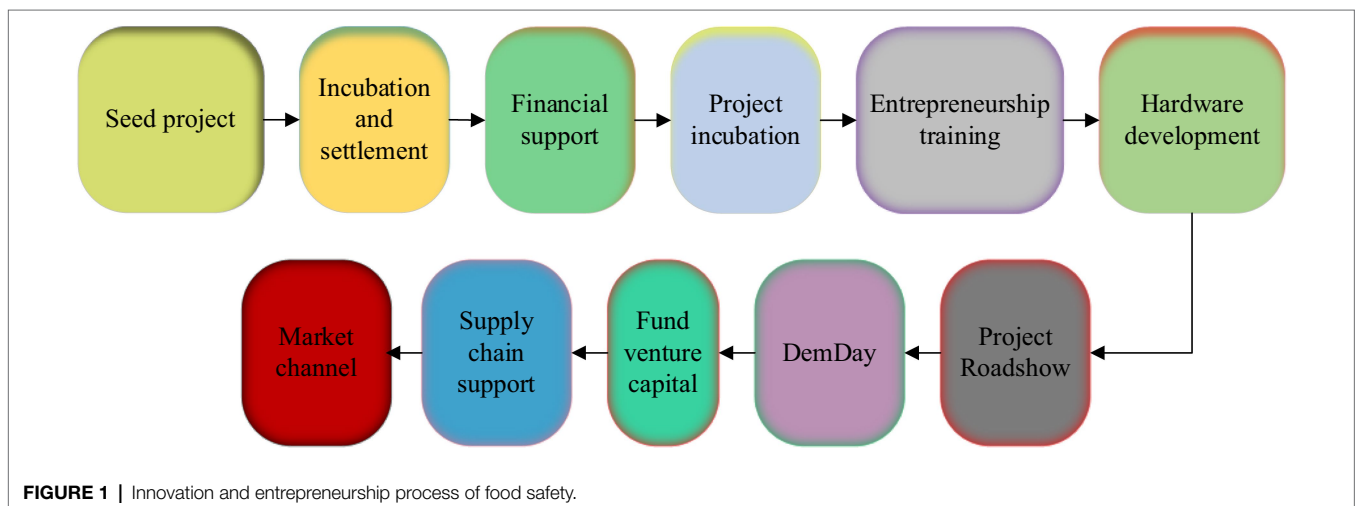 Seed project
Incubation
and
settlement
Financial
support
Project
incubation
Entrepreneurship
training
Hardware
development
Project
Roadshow
DemDay
Fund
venture
capital
Supply
chain
support
Market
channel
FIGURE 1 | Innovation and entrepreneurship process of food safety.